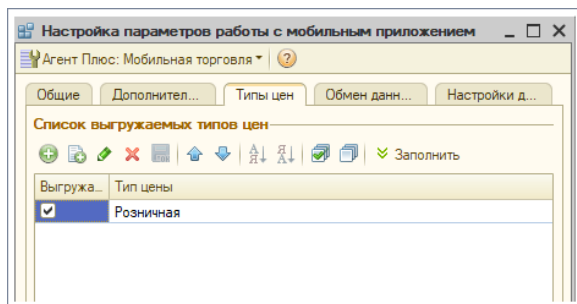 Настройка параметров работы с мобильным приложением
Агент Плюс: Мобильная торговля
Общие Дополнител... Типы цен Обмен данн... Настройки д...
Список выгружаемых типов цен
Заполнить
Выгружа... Тип цены
Розничная